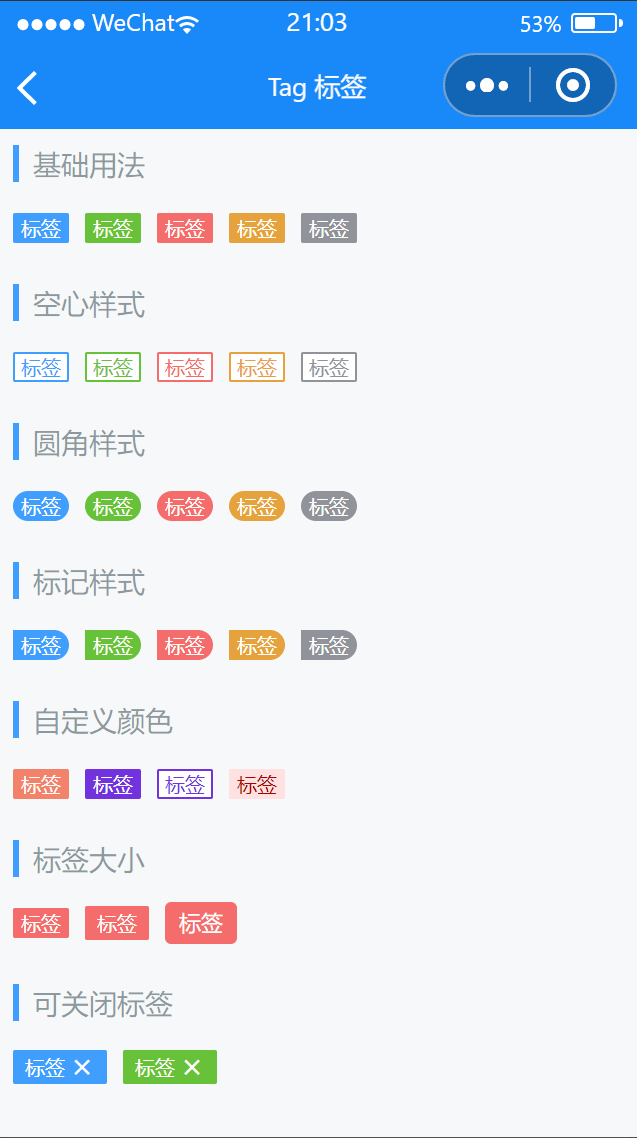 ●●●●● WeChat 21:03 53%
Tag 标签
基础用法
标签 标签 标签 标签 标签
空心样式
标签 标签 标签 标签 标签
圆角样式
标签 标签 标签 标签 标签
标记样式
标签 标签 标签 标签 标签
自定义颜色
标签 标签 标签 标签
标签大小
标签 标签 标签
可关闭标签
标签 ✕ 标签 ✕